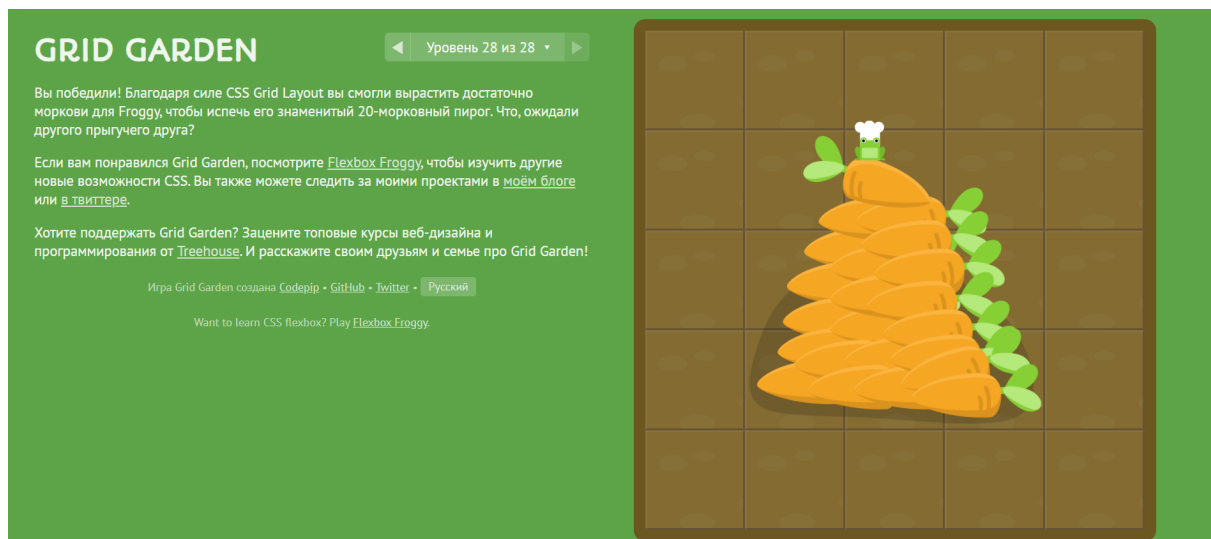 GRID GARDEN
◀ Уровень 28 из 28 ▾ ▶
Вы победили! Благодаря силе CSS Grid Layout вы смогли вырастить достаточно
моркови для Froggy, чтобы испечь его знаменитый 20-морковный пирог. Что, ожидали
другого прыгучего друга?
Если вам понравился Grid Garden, посмотрите Flexbox Froggy, чтобы изучить другие
новые возможности CSS. Вы также можете следить за моими проектами в моём блоге
или в твиттере.
Хотите поддержать Grid Garden? Зацените топовые курсы веб-дизайна и
программирования от Treehouse. И расскажите своим друзьям и семье про Grid Garden!
Игра Grid Garden создана Codepip • GitHub • Twitter • Русский
Want to learn CSS flexbox? Play Flexbox Froggy.